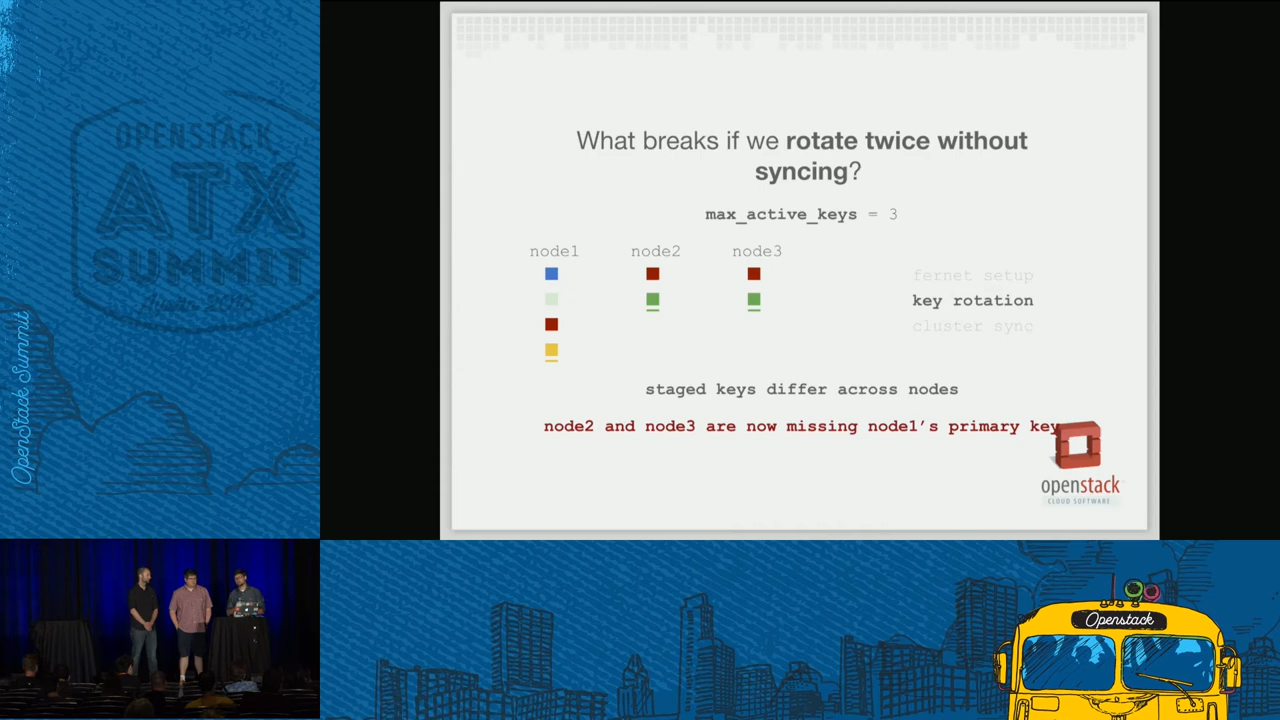 OPENSTACK
ATX
SUMMIT
Austin 2016
OpenStack Summit
What breaks if we rotate twice without
syncing?
max_active_keys = 3
node1 node2 node3
fernet setup
key rotation
cluster sync
staged keys differ across nodes
node2 and node3 are now missing node1's primary key
openstack
CLOUD SOFTWARE
Openstack